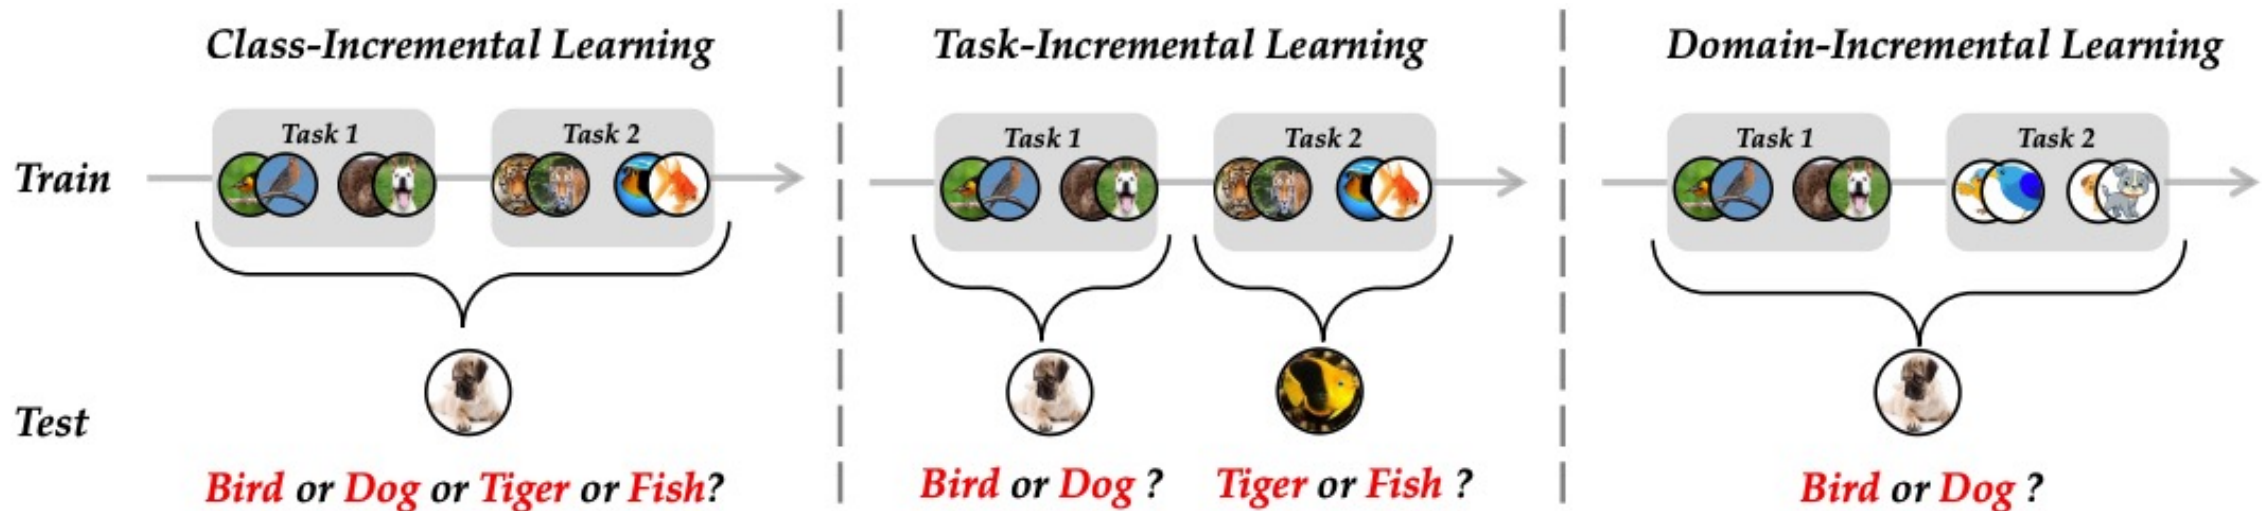 Class-Incremental Learning
Task-Incremental Learning
Domain-Incremental Learning
Train
Task 1
Task 2
Task 1
Task 2
Task 1
Task 2
Test
Bird or Dog or Tiger or Fish?
Bird or Dog ?
Tiger or Fish ?
Bird or Dog ?